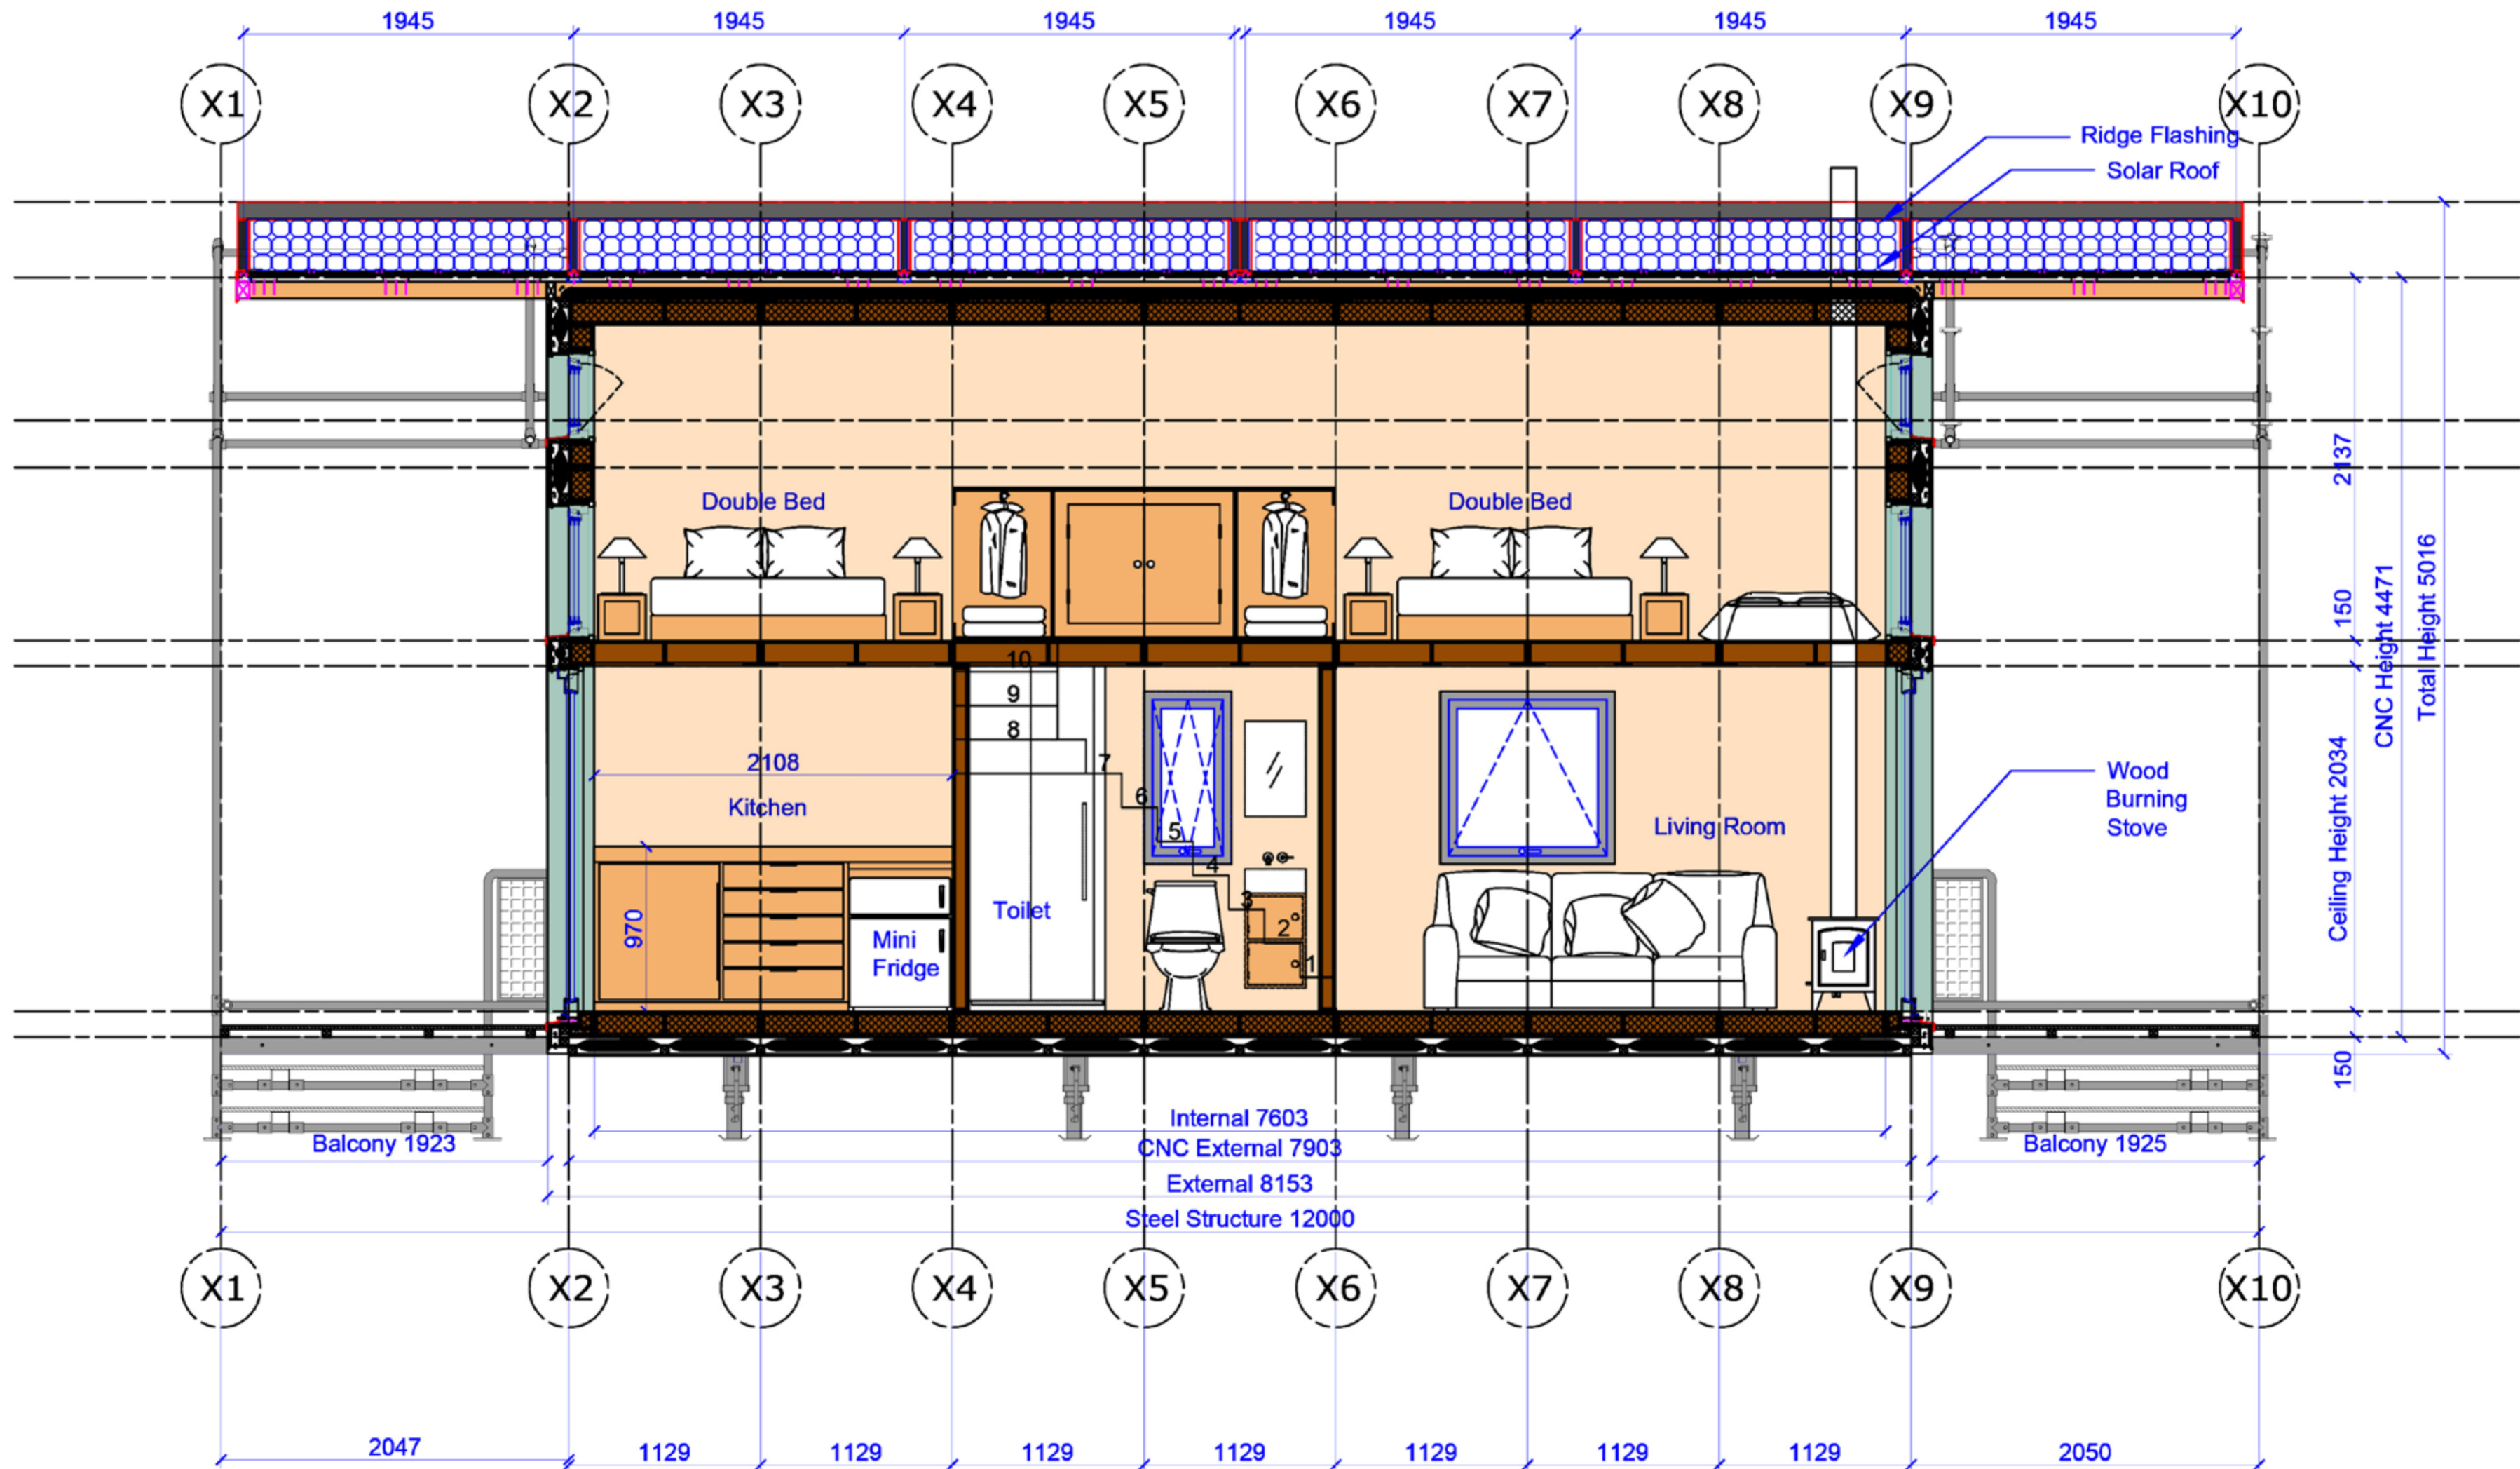 1945 1945 1945 1945 1945 1945
X1 X2 X3 X4 X5 X6 X7 X8 X9 X10
Ridge Flashing
Solar Roof
2137
Double Bed Double Bed
150
CNC Height 4471
Total Height 5016
10
9
8
7
6
5
4
3
2
1
2108
Kitchen
Living Room
Wood
Burning
Stove
Ceiling Height 2034
970
Toilet
Mini
Fridge
150
Internal 7603
Balcony 1923 CNC External 7903 Balcony 1925
External 8153
Steel Structure 12000
X1 X2 X3 X4 X5 X6 X7 X8 X9 X10
2047 1129 1129 1129 1129 1129 1129 1129 2050